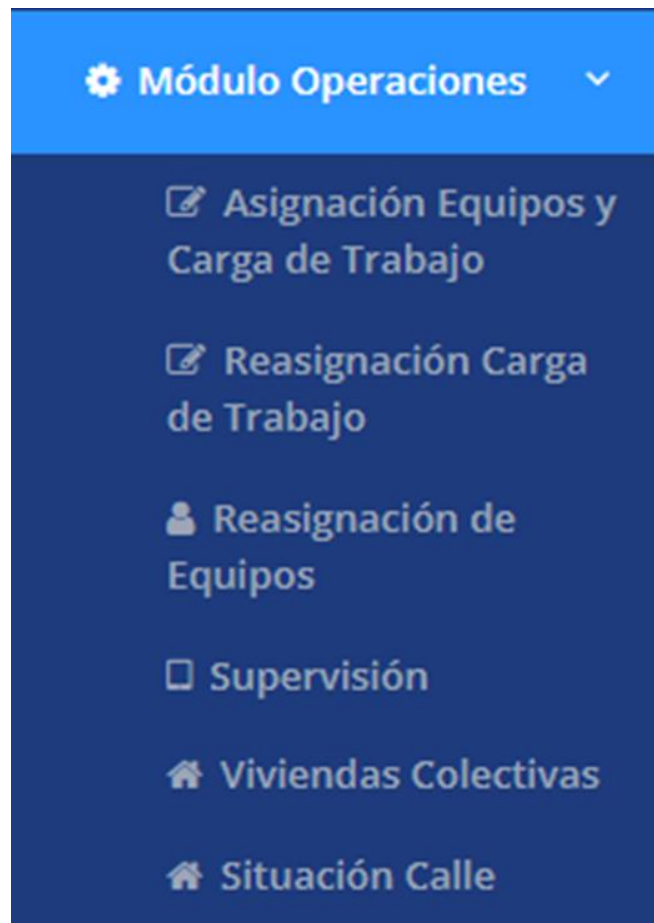 Módulo Operaciones
Asignación Equipos y
Carga de Trabajo
Reasignación Carga
de Trabajo
Reasignación de
Equipos
Supervisión
Viviendas Colectivas
Situación Calle